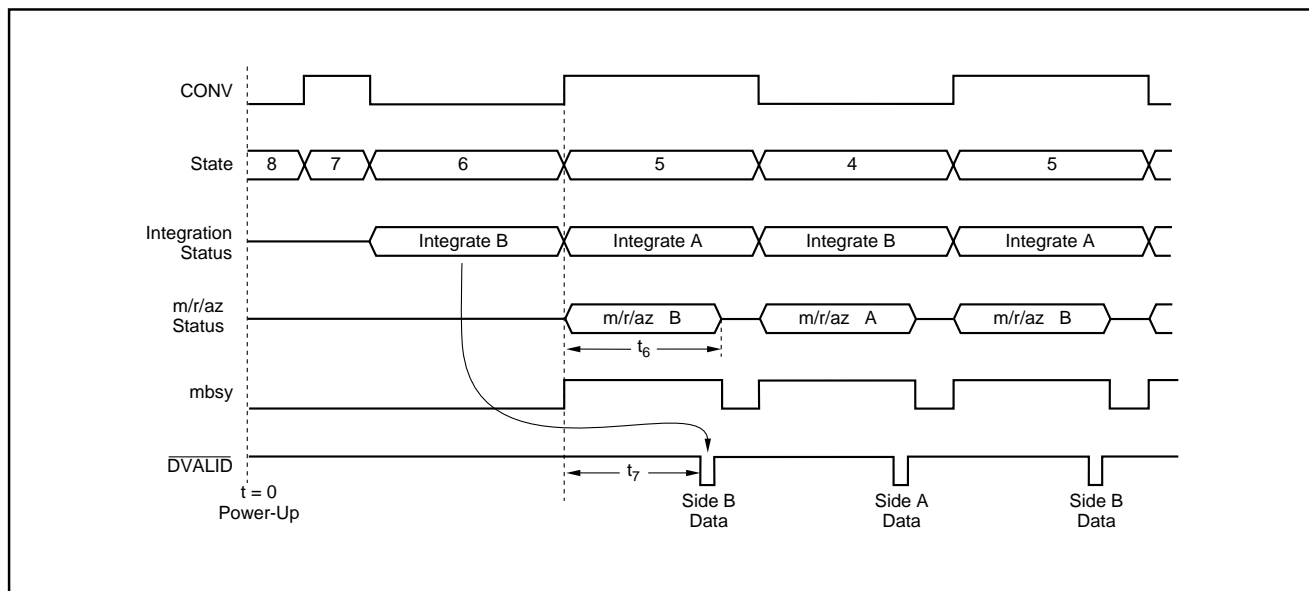 CONV
State
8
7
6
5
4
5
Integration
Status
Integrate B
Integrate A
Integrate B
Integrate A
m/r/az
Status
m/r/az B
m/r/az A
m/r/az B
t6
mbsy
DVALID
t7
t = 0
Power-Up
Side B
Data
Side A
Data
Side B
Data